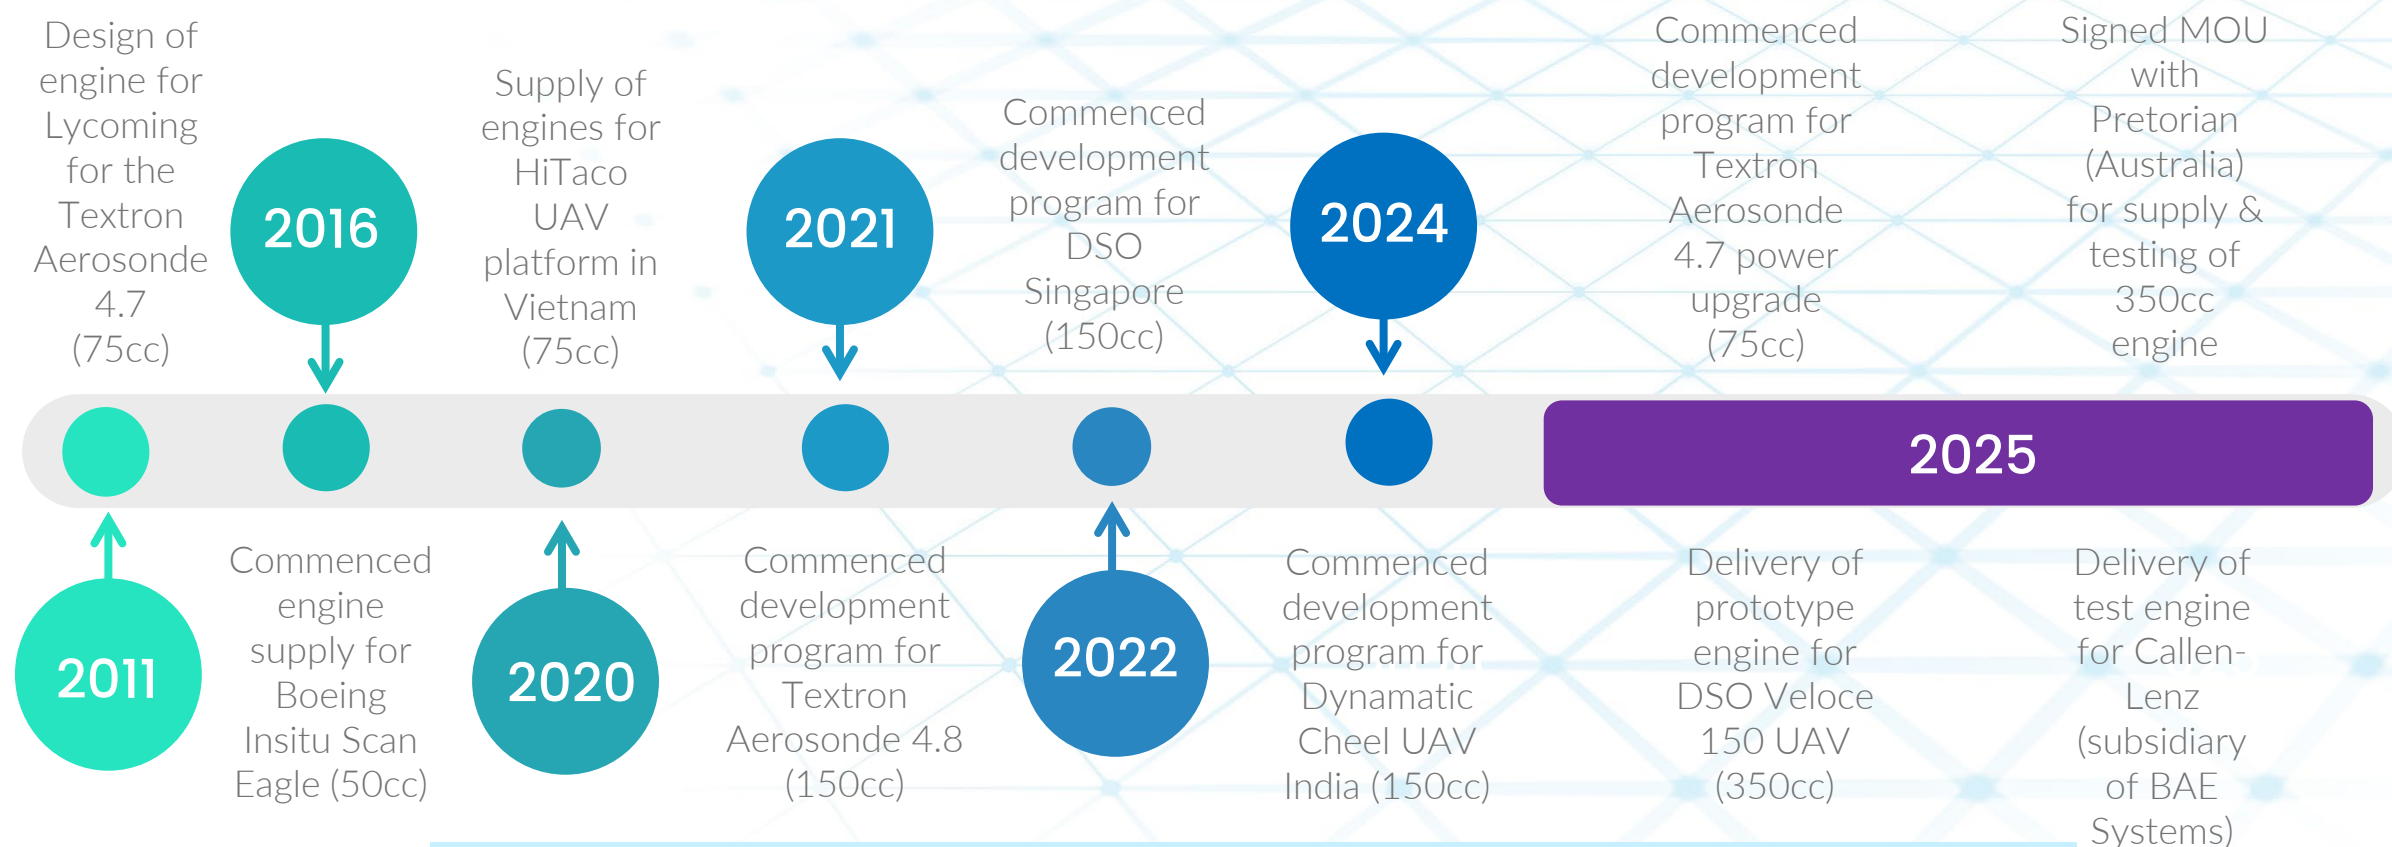 Design of
engine for
Lycoming
for the
Textron
Aerosonde
4.7
(75cc)
2011
2016
Commenced
engine
supply for
Boeing
Insitu Scan
Eagle (50cc)
Supply of
engines for
HiTaco
UAV
platform in
Vietnam
(75cc)
2020
2021
Commenced
development
program for
Textron
Aerosonde 4.8
(150cc)
Commenced
development
program for
DSO
Singapore
(150cc)
2022
2024
Commenced
development
program for
Dynamatic
Cheel UAV
India (150cc)
Commenced
development
program for
Textron
Aerosonde
4.7 power
upgrade
(75cc)
Signed MOU
with
Pretorian
(Australia)
for supply &
testing of
350cc
engine
2025
Delivery of
prototype
engine for
DSO Veloce
150 UAV
(350cc)
Delivery of
test engine
for Callen-
Lenz
(subsidiary
of BAE
Systems)